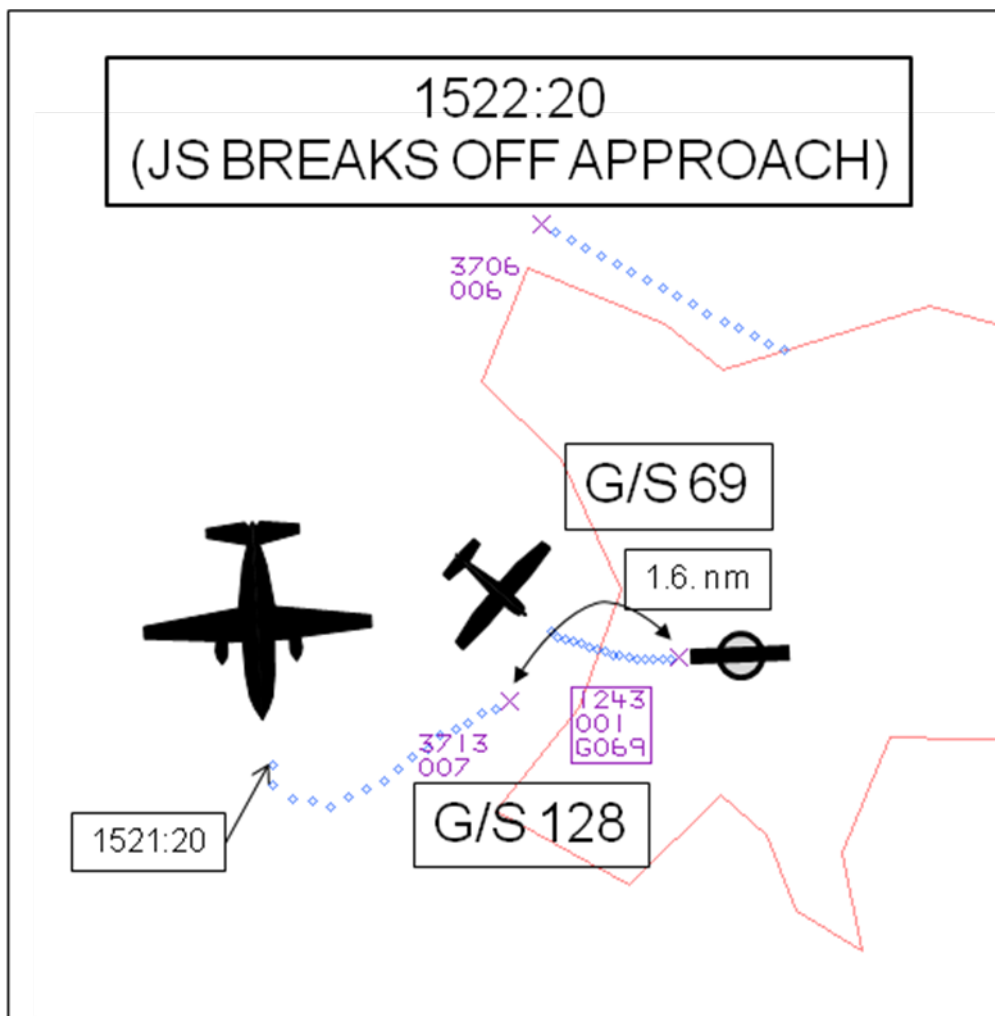 1522:20
(JS BREAKS OFF APPROACH)
3706
006
G/S 69
1.6. nm
1243
001
G069
3713
007
G/S 128
1521:20